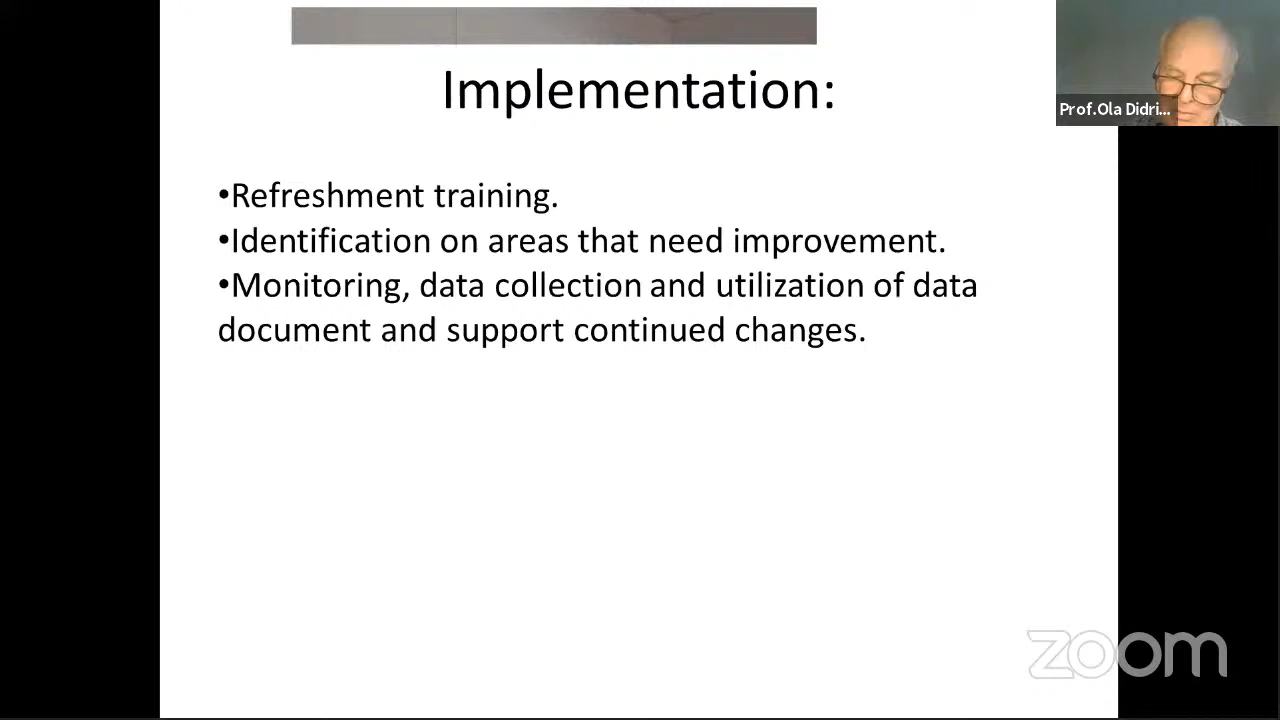 Implementation:
Prof.Ola Didri...
•Refreshment training.
•Identification on areas that need improvement.
•Monitoring, data collection and utilization of data
document and support continued changes.
zoom